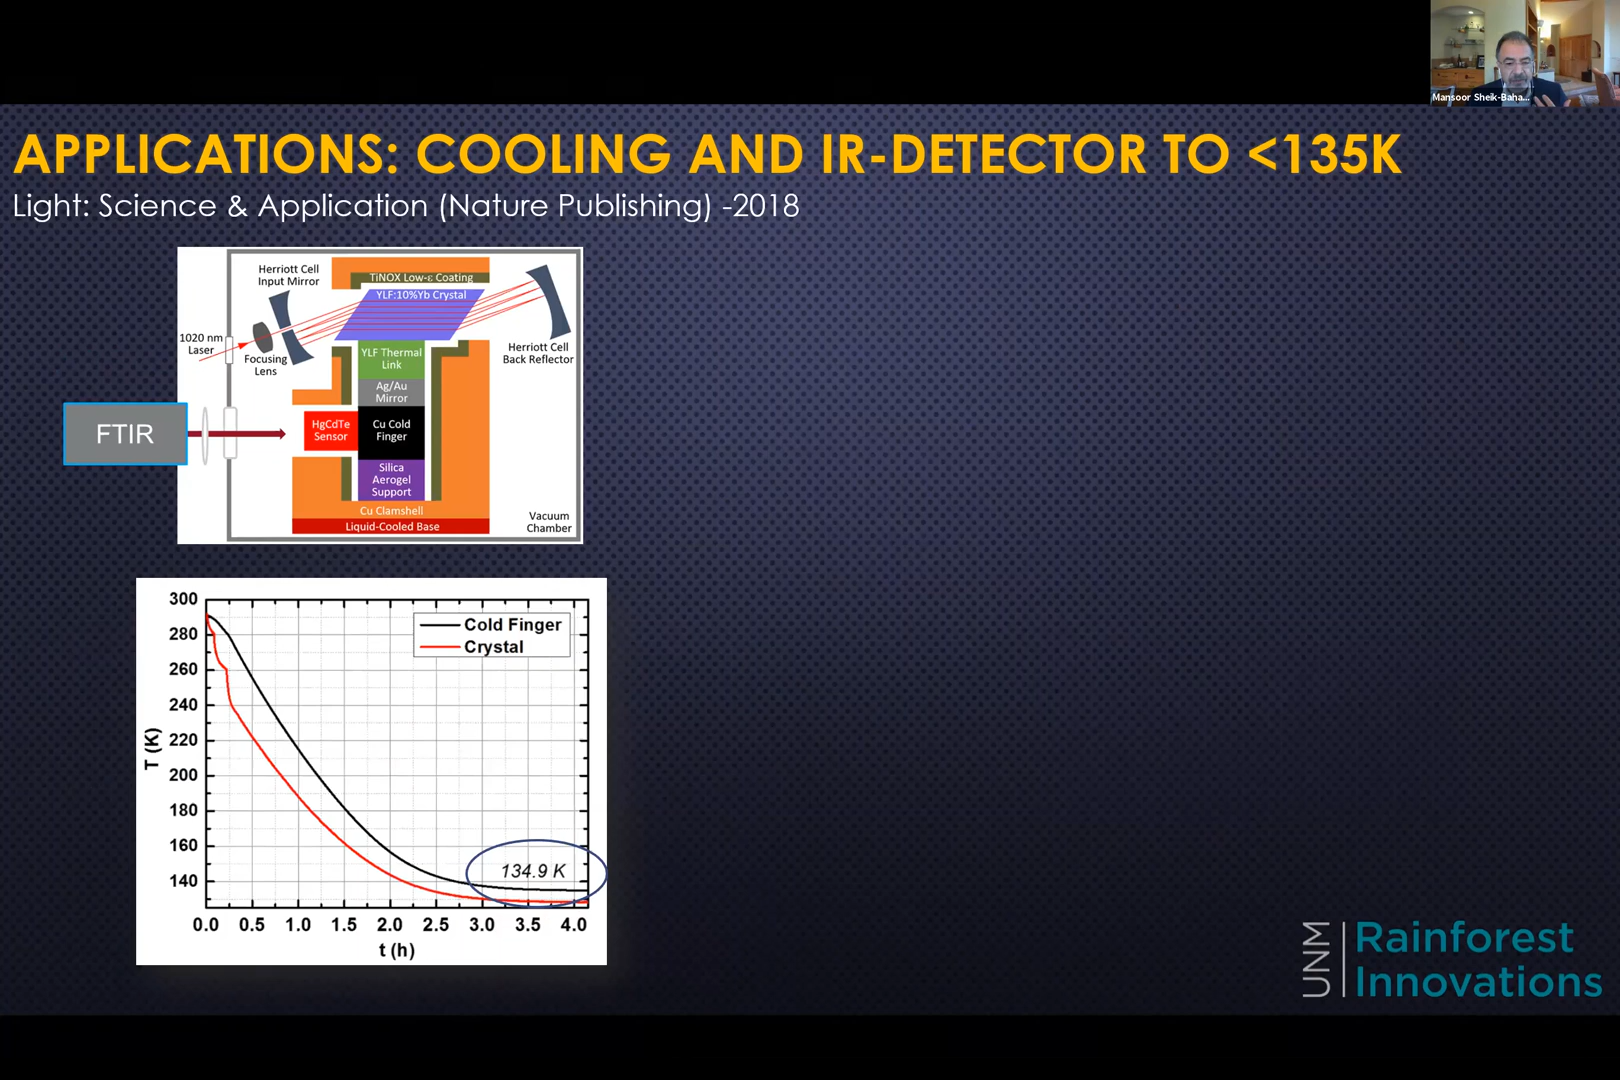 Mansoor Sheik-Baha...
APPLICATIONS: COOLING AND IR-DETECTOR TO <135K
Light: Science & Application (Nature Publishing) -2018
Herriott Cell
Input Mirror
TiNOX Low-ε Coating
YLF:10%Yb Crystal
1020 nm
Laser
Focusing
Lens
Herriott Cell
Back Reflector
YLF Thermal
Link
Ag/Au
Mirror
FTIR
HgCdTe
Sensor
Cu Cold
Finger
Silica
Aerogel
Support
Cu Clamshell
Liquid-Cooled Base
Vacuum
Chamber
300
280
260
240
220
200
180
160
140
T (K)
Cold Finger
Crystal
134.9 K
0.0 0.5 1.0 1.5 2.0 2.5 3.0 3.5 4.0
t (h)
UNM
Rainforest
Innovations